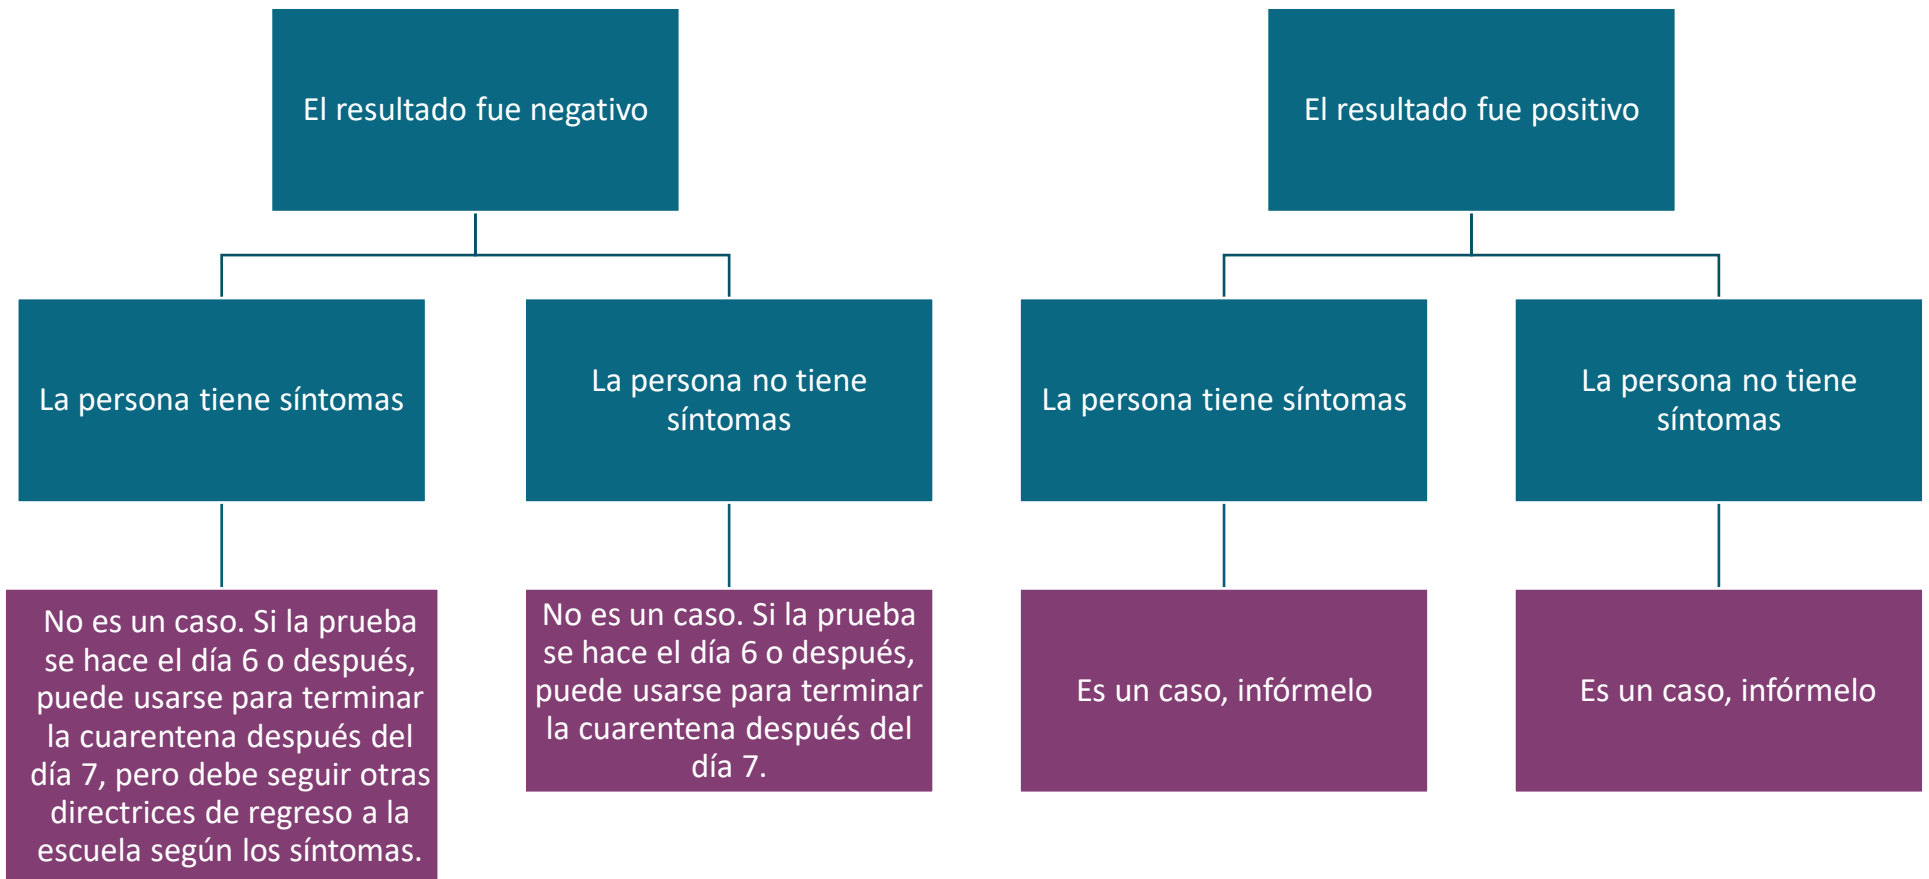 El resultado fue negativo
El resultado fue positivo
La persona tiene síntomas
La persona no tiene
síntomas
La persona tiene síntomas
La persona no tiene
síntomas
No es un caso. Si la prueba
se hace el día 6 o después,
puede usarse para terminar
la cuarentena después del
día 7, pero debe seguir otras
directrices de regreso a la
escuela según los síntomas.
No es un caso. Si la prueba
se hace el día 6 o después,
puede usarse para terminar
la cuarentena después del
día 7.
Es un caso, infórmelo
Es un caso, infórmelo